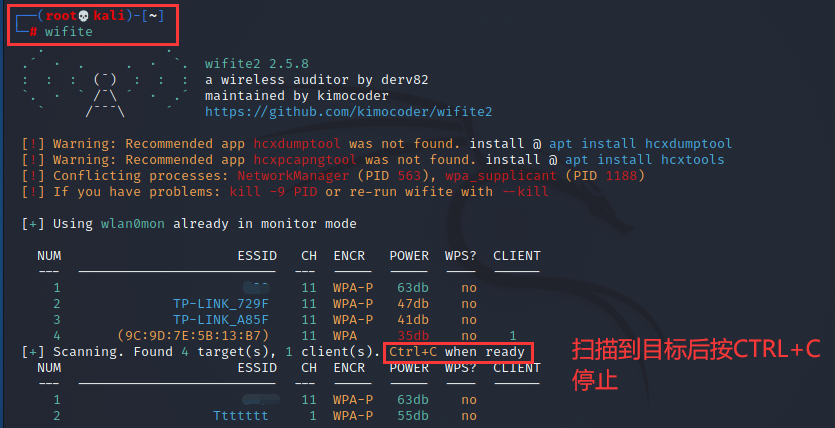 (root💀kali)-[~]
# wifite
wifite2 2.5.8
a wireless auditor by derv82
maintained by kimocoder
https://github.com/kimocoder/wifite2
[!] Warning: Recommended app hcxdumptool was not found. install @ apt install hcxdumptool
[!] Warning: Recommended app hcxpcapngtool was not found. install @ apt install hcxtools
[!] Conflicting processes: NetworkManager (PID 563), wpa_supplicant (PID 1188)
[!] If you have problems: kill -9 PID or re-run wifite with --kill
[+] Using wlan0mon already in monitor mode
NUM ESSID CH ENCR POWER WPS? CLIENT
1 11 WPA-P 63db no
2 TP-LINK_729F 11 WPA-P 47db no
3 TP-LINK_A85F 11 WPA-P 41db no
4 (9C:9D:7E:5B:13:B7) 11 WPA 35db no 1
[+] Scanning. Found 4 target(s), 1 client(s). Ctrl+C when ready
NUM ESSID CH ENCR POWER WPS? CLIENT
1 11 WPA-P 63db no
2 Ttttttt 1 WPA-P 55db no
扫描到目标后按CTRL+C
停止